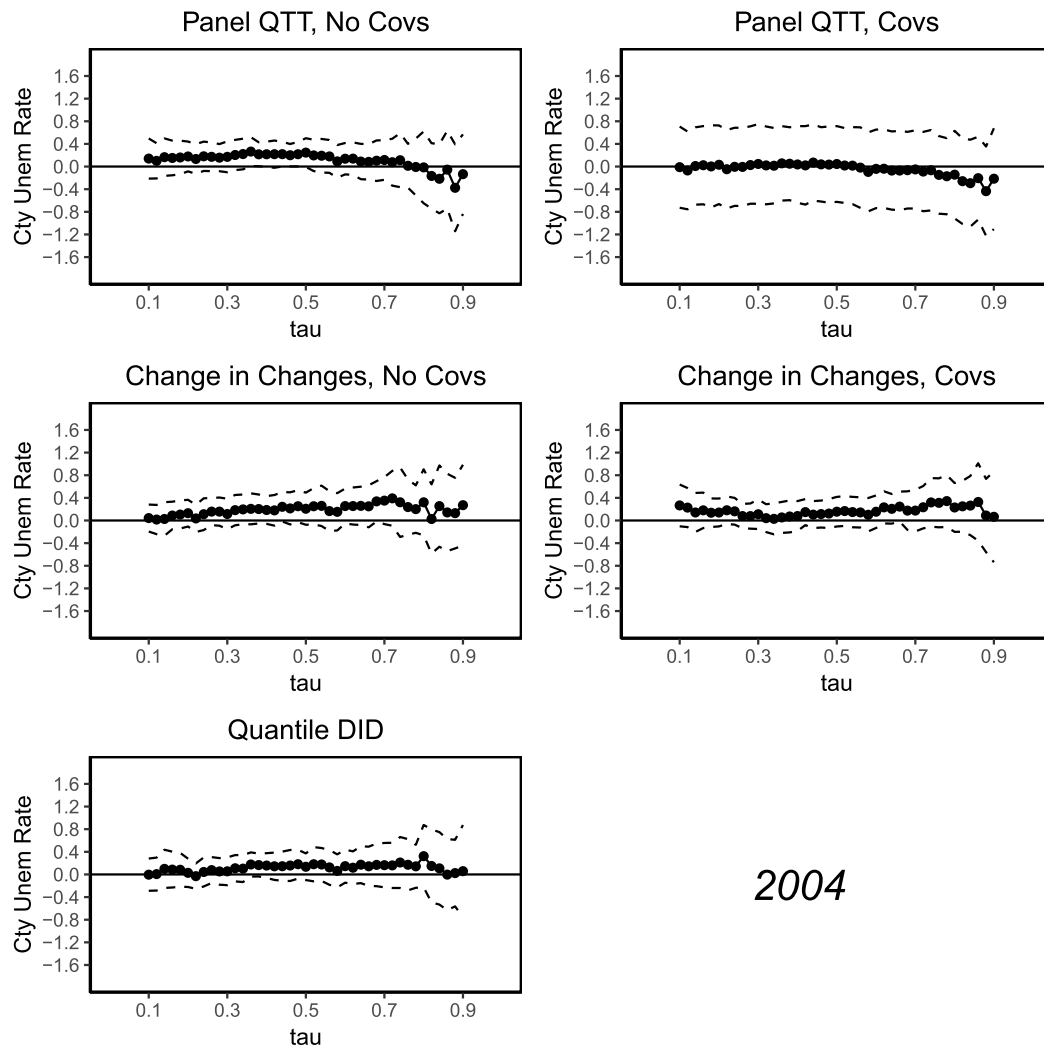 Panel QTT, No Covs
Cty Unem Rate
1.6
1.2
0.8
0.4
0.0
−0.4
−0.8
−1.2
−1.6
0.1 0.3 0.5 0.7 0.9
tau
Panel QTT, Covs
Cty Unem Rate
1.6
1.2
0.8
0.4
0.0
−0.4
−0.8
−1.2
−1.6
0.1 0.3 0.5 0.7 0.9
tau
Change in Changes, No Covs
Cty Unem Rate
1.6
1.2
0.8
0.4
0.0
−0.4
−0.8
−1.2
−1.6
0.1 0.3 0.5 0.7 0.9
tau
Change in Changes, Covs
Cty Unem Rate
1.6
1.2
0.8
0.4
0.0
−0.4
−0.8
−1.2
−1.6
0.1 0.3 0.5 0.7 0.9
tau
Quantile DID
Cty Unem Rate
1.6
1.2
0.8
0.4
0.0
−0.4
−0.8
−1.2
−1.6
0.1 0.3 0.5 0.7 0.9
tau
2004